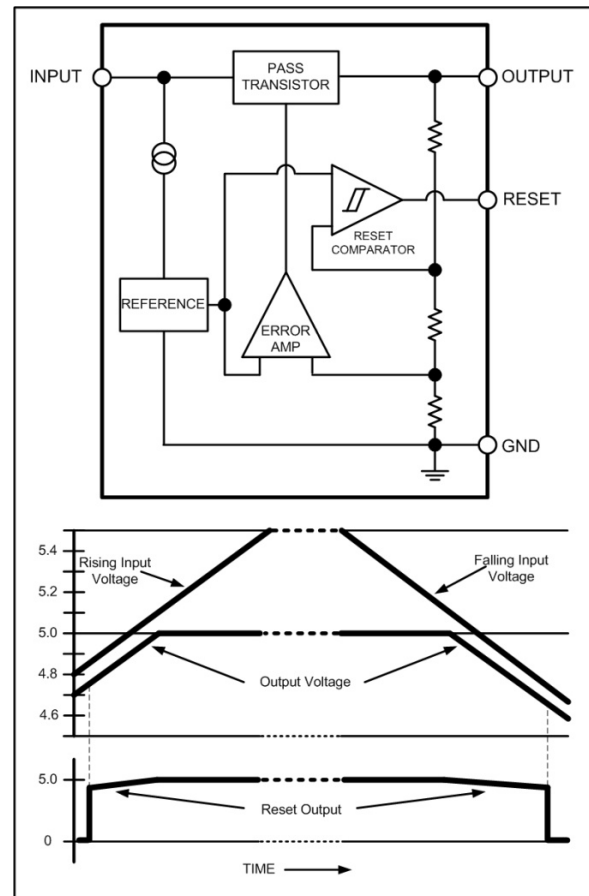 INPUT
PASS
TRANSISTOR
OUTPUT
RESET
RESET
COMPARATOR
REFERENCE
ERROR
AMP
GND
5.4
Rising Input
Voltage
Falling Input
Voltage
5.2
5.0
4.8
Output Voltage
4.6
5.0
Reset Output
0
TIME